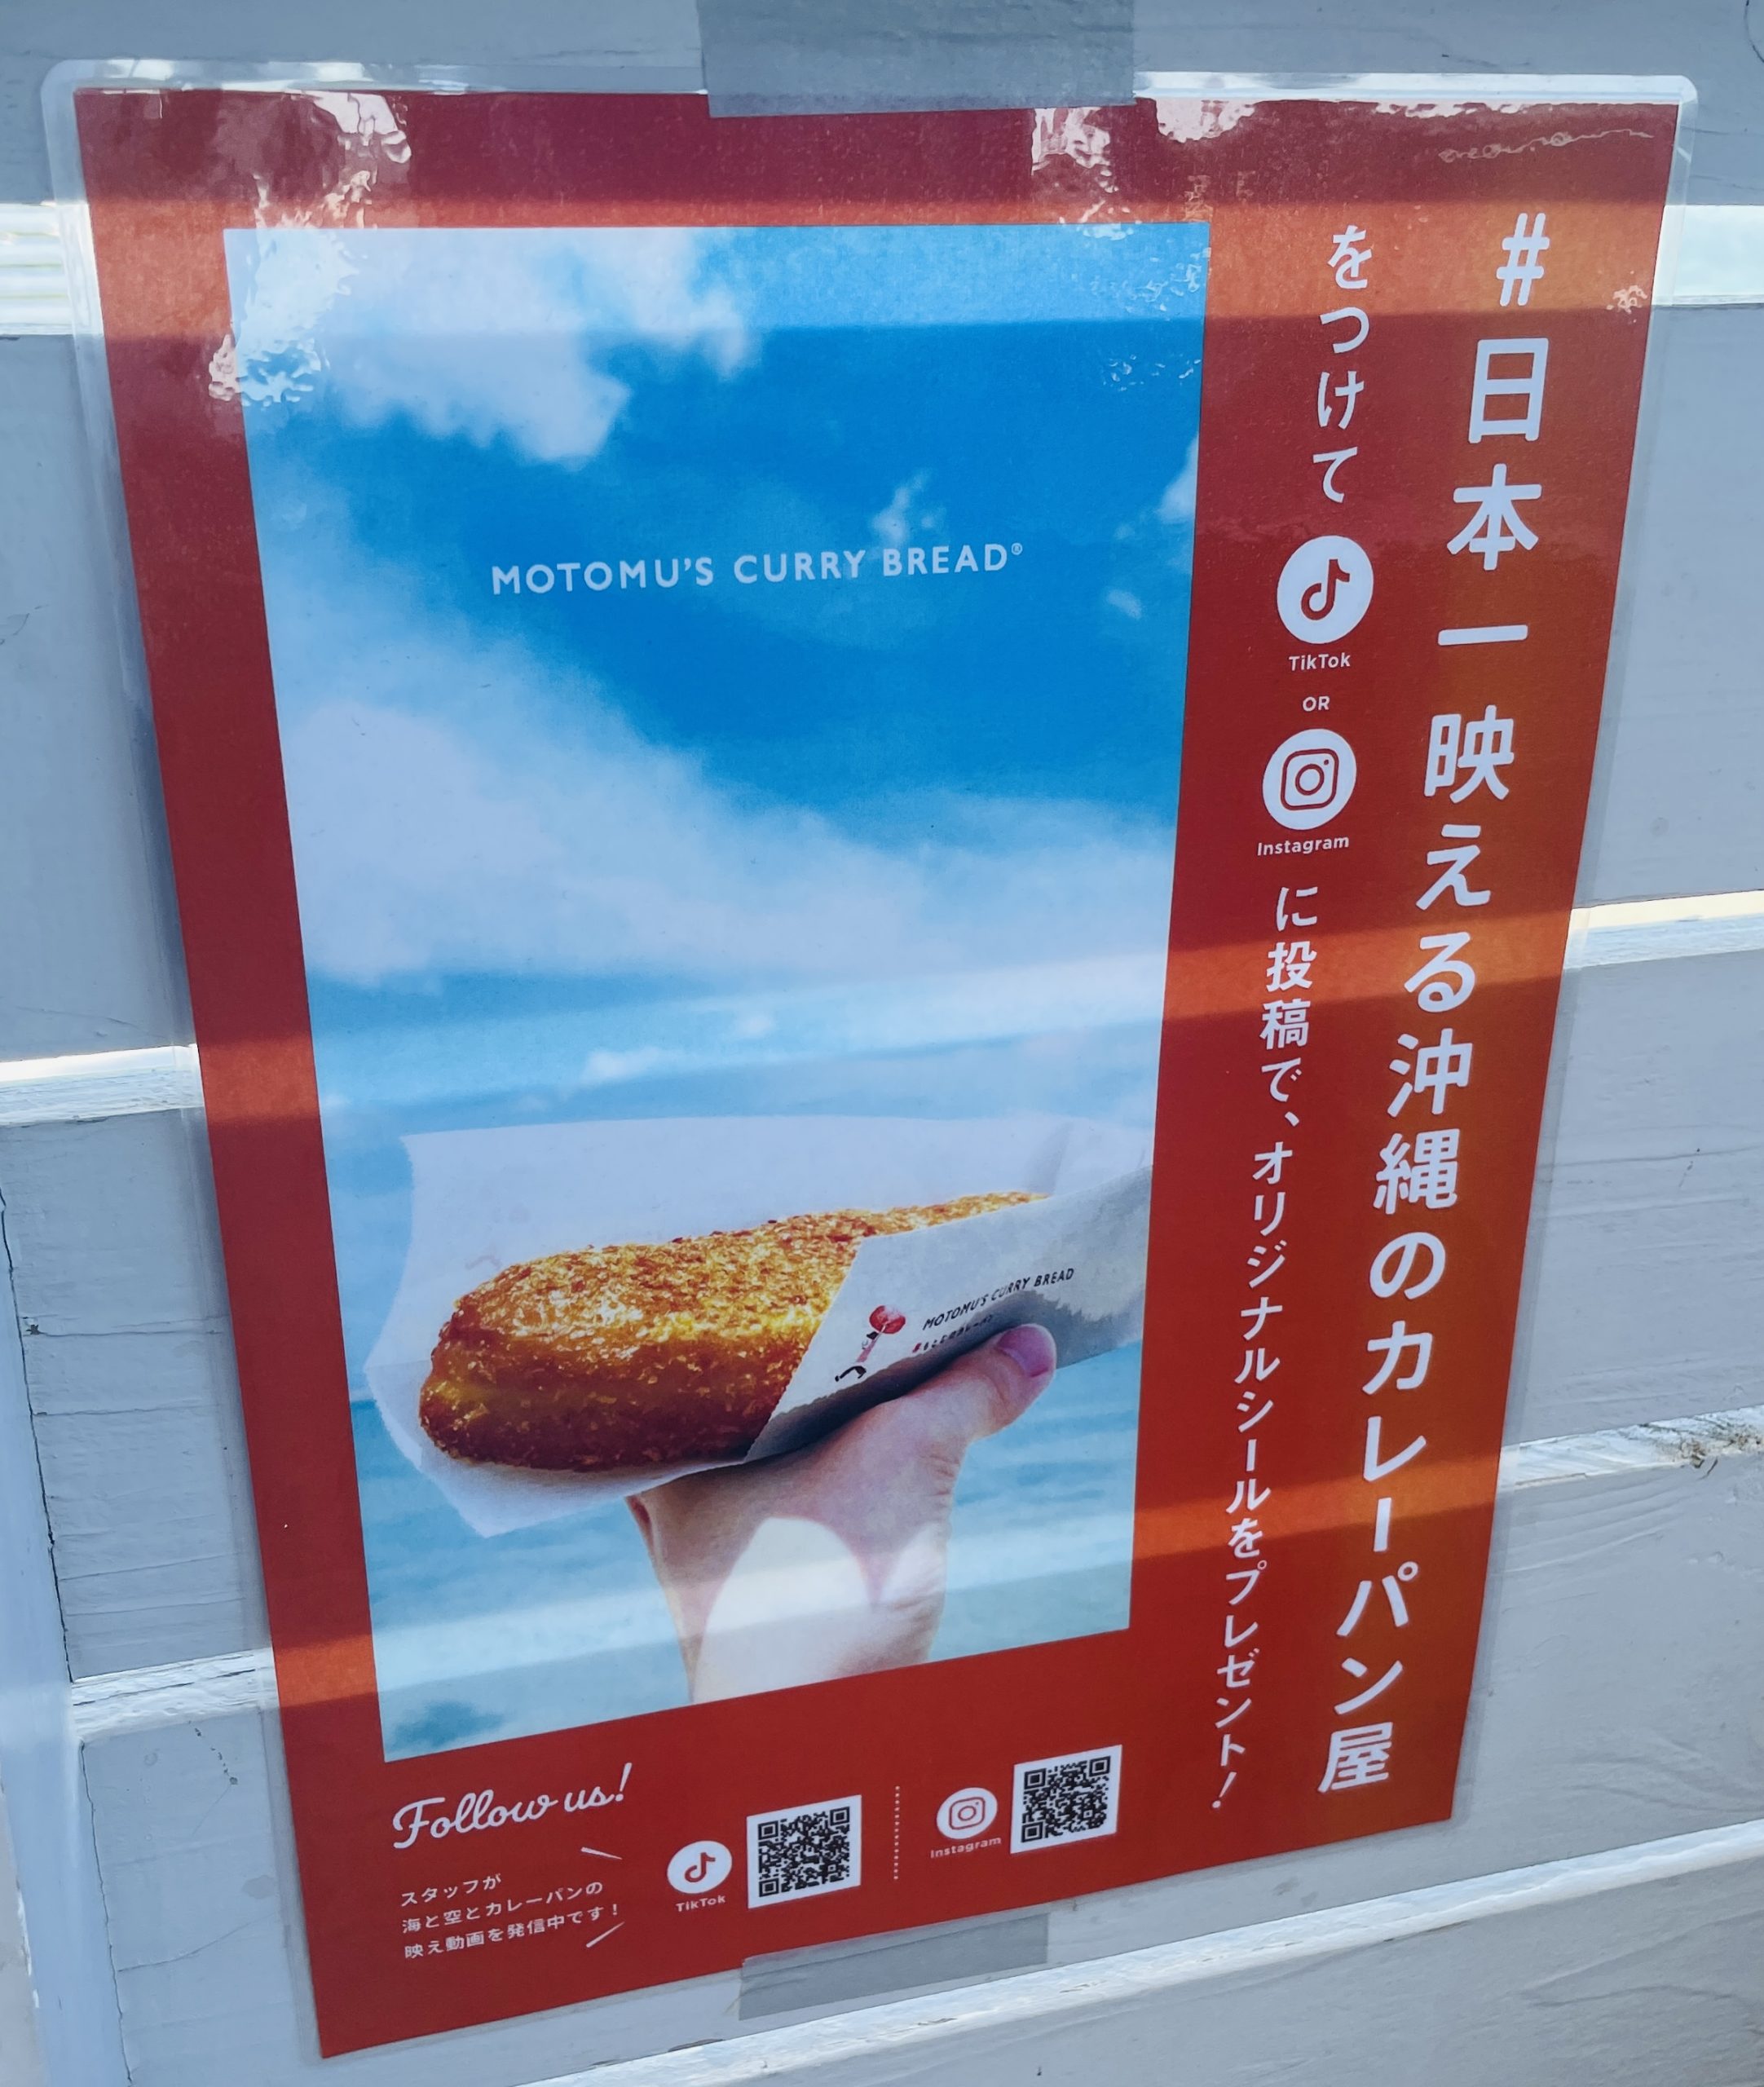 #日本一映える沖縄のカレーパン屋
をつけて
TikTok
OR
Instagram
に投稿で、オリジナルシールをプレゼント!
MOTOMU'S CURRY BREAD®
MOTOMU'S CURRY BREAD
Follow us!
スタッフが
海と空とカレーパンの
映え動画を発信中です!
TikTok
Instagram